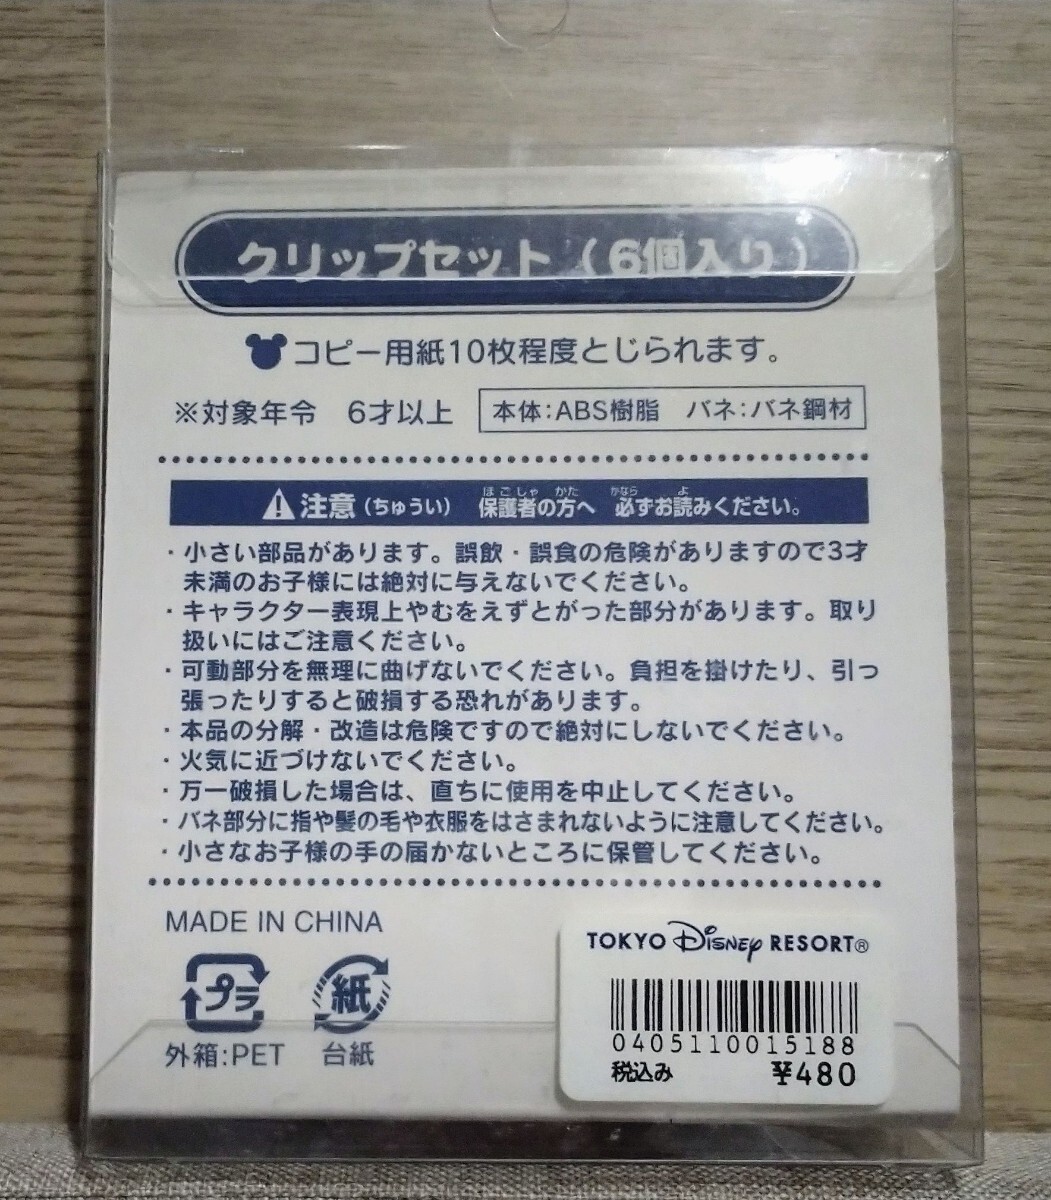 クリップセット（6個入り）
コピー用紙10枚程度とじられます。
※対象年令　6才以上
本体：ABS樹脂　バネ：バネ鋼材
注意（ちゅうい）　保護者の方へ　必ずお読みください。
ほごしゃ　かた　かなら　よ
・小さい部品があります。誤飲・誤食の危険がありますので3才
未満のお子様には絶対に与えないでください。
・キャラクター表現上やむをえずとがった部分があります。取り
扱いにはご注意ください。
・可動部分を無理に曲げないでください。負担を掛けたり、引っ
張ったりすると破損する恐れがあります。
・本品の分解・改造は危険ですので絶対にしないでください。
・火気に近づけないでください。
・万一破損した場合は、直ちに使用を中止してください。
・バネ部分に指や髪の毛や衣服をはさまれないように注意してください。
・小さなお子様の手の届かないところに保管してください。
MADE IN CHINA
プラ
紙
外箱：PET
台紙
TOKYO Disney RESORT®
0405110015188
税込み ¥480